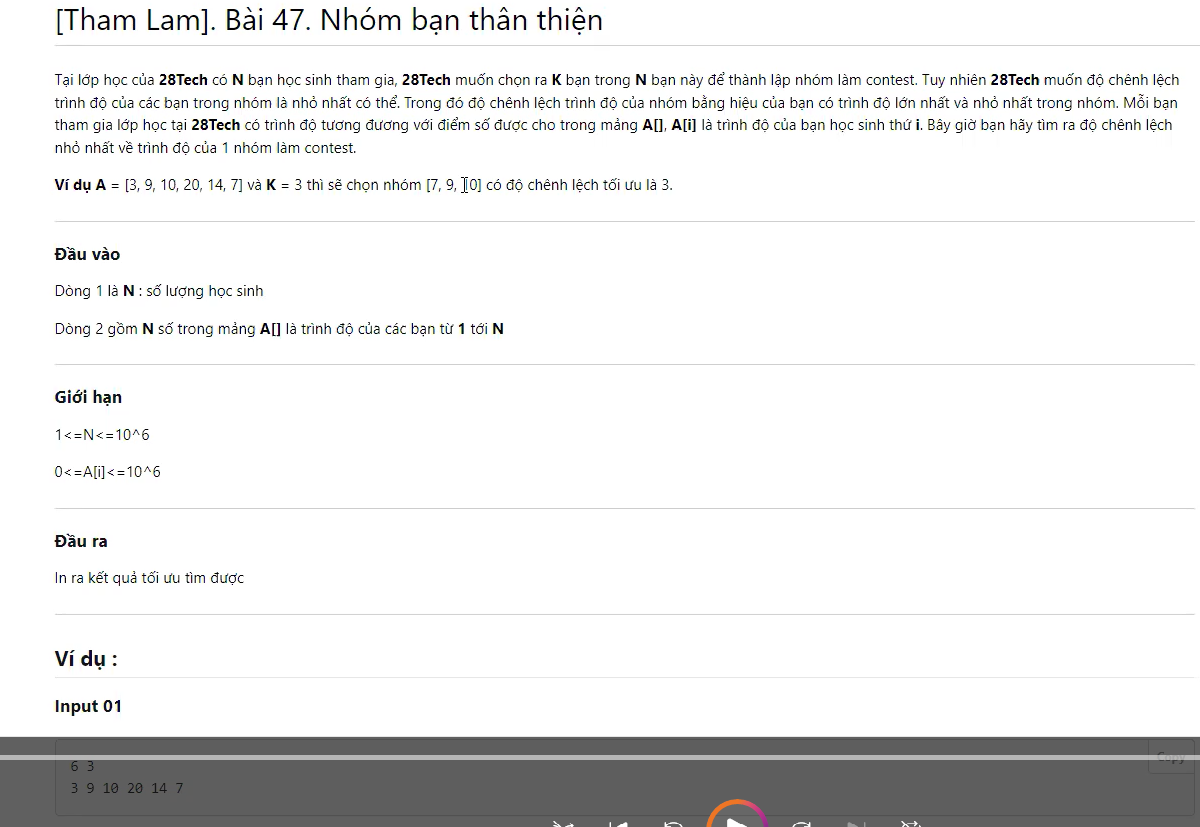 [Tham Lam]. Bài 47. Nhóm bạn thân thiện
Tại lớp học của 28Tech có N bạn học sinh tham gia, 28Tech muốn chọn ra K bạn trong N bạn này để thành lập nhóm làm contest. Tuy nhiên 28Tech muốn độ chênh lệch
trình độ của các bạn trong nhóm là nhỏ nhất có thể. Trong đó độ chênh lệch trình độ của nhóm bằng hiệu của bạn có trình độ lớn nhất và nhỏ nhất trong nhóm. Mỗi bạn
tham gia lớp học tại 28Tech có trình độ tương đương với điểm số được cho trong mảng A[], A[i] là trình độ của bạn học sinh thứ i. Bây giờ bạn hãy tìm ra độ chênh lệch
nhỏ nhất về trình độ của 1 nhóm làm contest.
Ví dụ A = [3, 9, 10, 20, 14, 7] và K = 3 thì sẽ chọn nhóm [7, 9, 10] có độ chênh lệch tối ưu là 3.
Đầu vào
Dòng 1 là N : số lượng học sinh
Dòng 2 gồm N số trong mảng A[] là trình độ của các bạn từ 1 tới N
Giới hạn
1<=N<=10^6
0<=A[i]<=10^6
Đầu ra
In ra kết quả tối ưu tìm được
Ví dụ :
Input 01
Copy
6 3
3 9 10 20 14 7